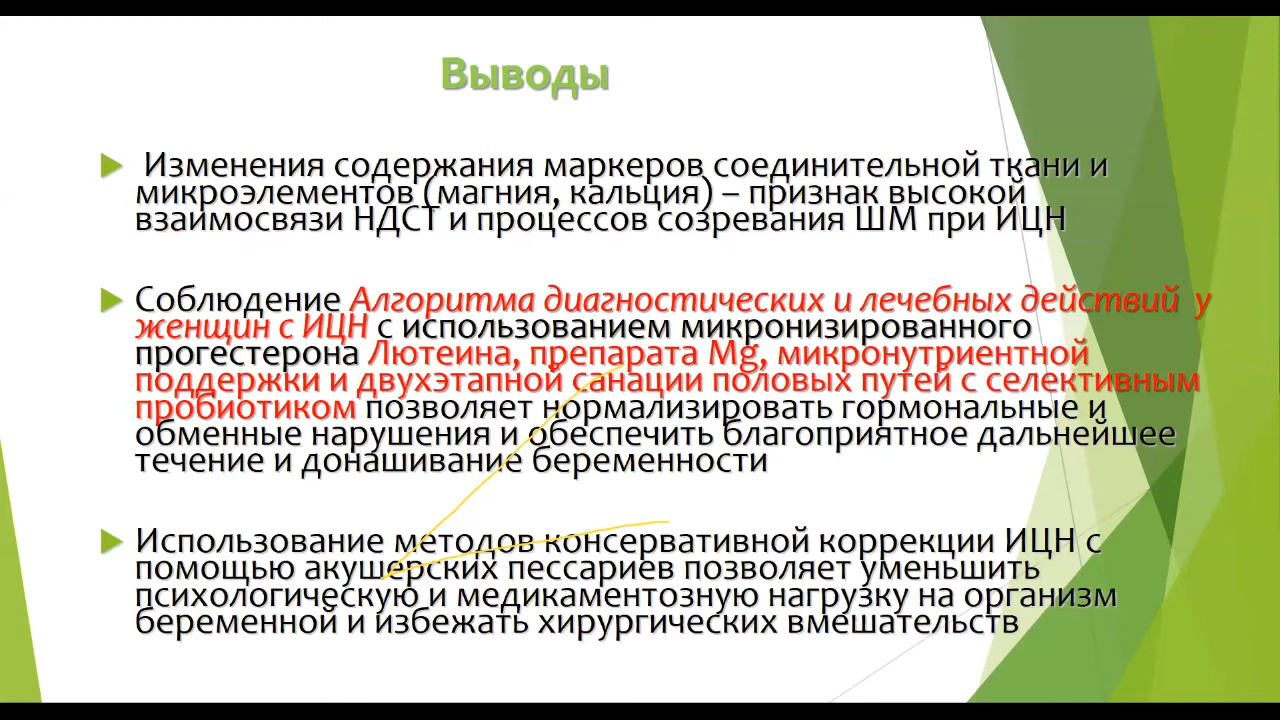 Выводы
Изменения содержания маркеров соединительной ткани и
микроэлементов (магния, кальция) – признак высокой
взаимосвязи НДСТ и процессов созревания ШМ при ИЦН
Соблюдение Алгоритма диагностических и лечебных действий у
женщин с ИЦН с использованием микронизированного
прогестерона Лютеина, препарата Mg, микронутриентной
поддержки и двухэтапной санации половых путей с селективным
пробиотиком позволяет нормализировать гормональные и
обменные нарушения и обеспечить благоприятное дальнейшее
течение и донашивание беременности
Использование методов консервативной коррекции ИЦН с
помощью акушерских пессариев позволяет уменьшить
психологическую и медикаментозную нагрузку на организм
беременной и избежать хирургических вмешательств